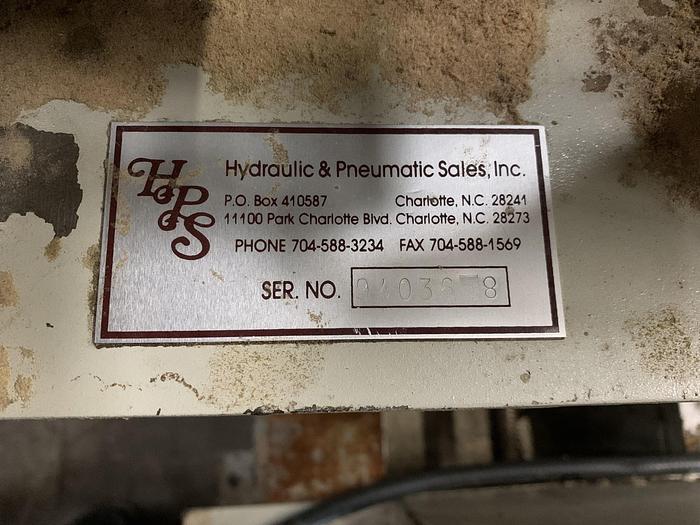 HPS
Hydraulic & Pneumatic Sales, Inc.
P.O. Box 410587 Charlotte, N.C. 28241
11100 Park Charlotte Blvd. Charlotte, N.C. 28273
PHONE 704-588-3234 FAX 704-588-1569
SER. NO.